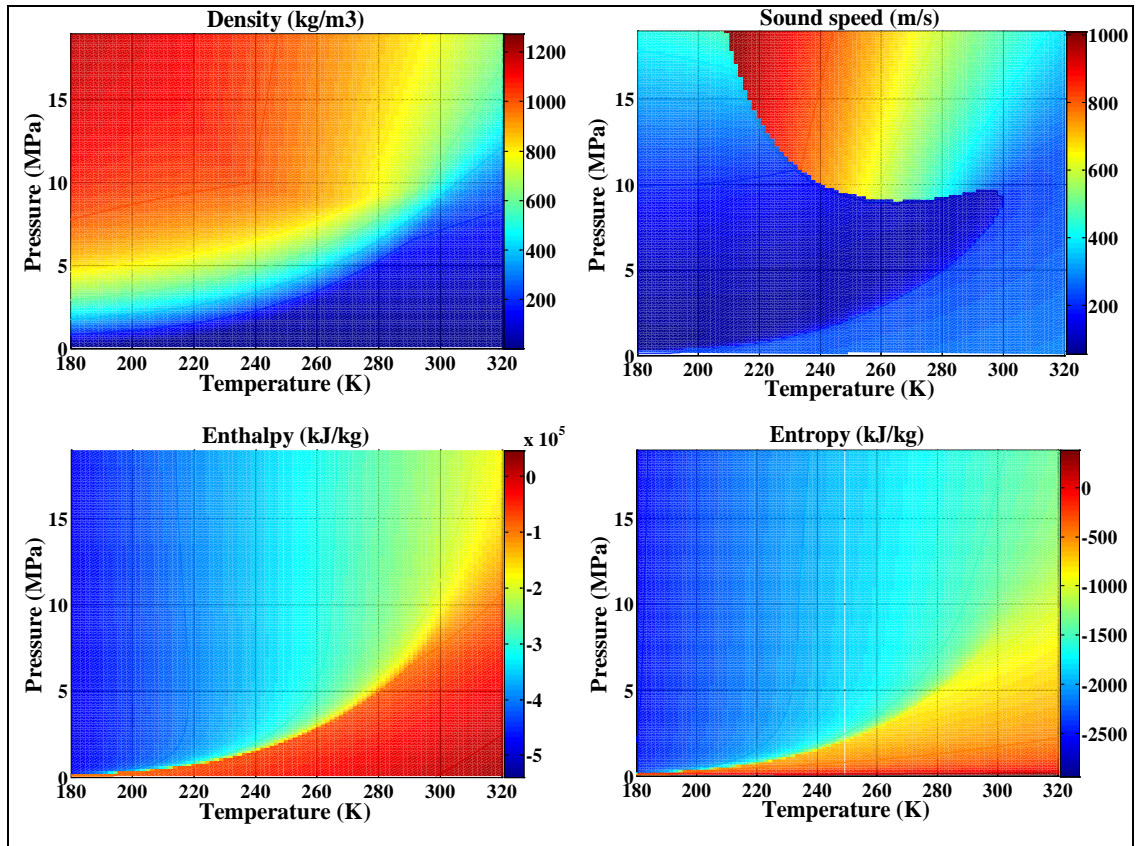 Density (kg/m3)
Pressure (MPa)
15
10
5
0
180 200 220 240 260 280 300 320
Temperature (K)
1200
1000
800
600
400
200
Sound speed (m/s)
Pressure (MPa)
15
10
5
0
180 200 220 240 260 280 300 320
Temperature (K)
1000
800
600
400
200
Enthalpy (kJ/kg)
x 10^5
Pressure (MPa)
15
10
5
0
180 200 220 240 260 280 300 320
Temperature (K)
0
-1
-2
-3
-4
-5
Entropy (kJ/kg)
Pressure (MPa)
15
10
5
0
180 200 220 240 260 280 300 320
Temperature (K)
0
-500
-1000
-1500
-2000
-2500